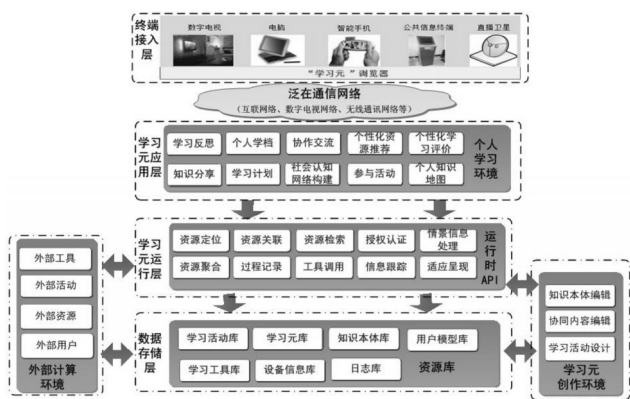 终端
接入
层
数字电视
电脑
智能手机
公共信息终端
直播卫星
“学习元”浏览器
泛在通信网络
（互联网络、数字电视网络、无线通讯网络等）
学习
元应
用层
学习反思
个人学档
协作交流
个性化资
源推荐
个性化学
习评价
知识分享
学习计划
社会认知
网络构建
参与活动
个人知识
地图
个人
学习
环境
学习
元运
行层
资源定位
资源关联
资源检索
授权认证
情景信息
处理
资源聚合
过程记录
工具调用
信息跟踪
适应呈现
运行
时
API
外部工具
外部活动
外部资源
外部用户
外部计算
环境
数据
存储
层
学习活动库
学习元库
知识本体库
用户模型库
学习工具库
设备信息库
日志库
资源库
知识本体编辑
协同内容编辑
学习活动设计
学习元
创作环境